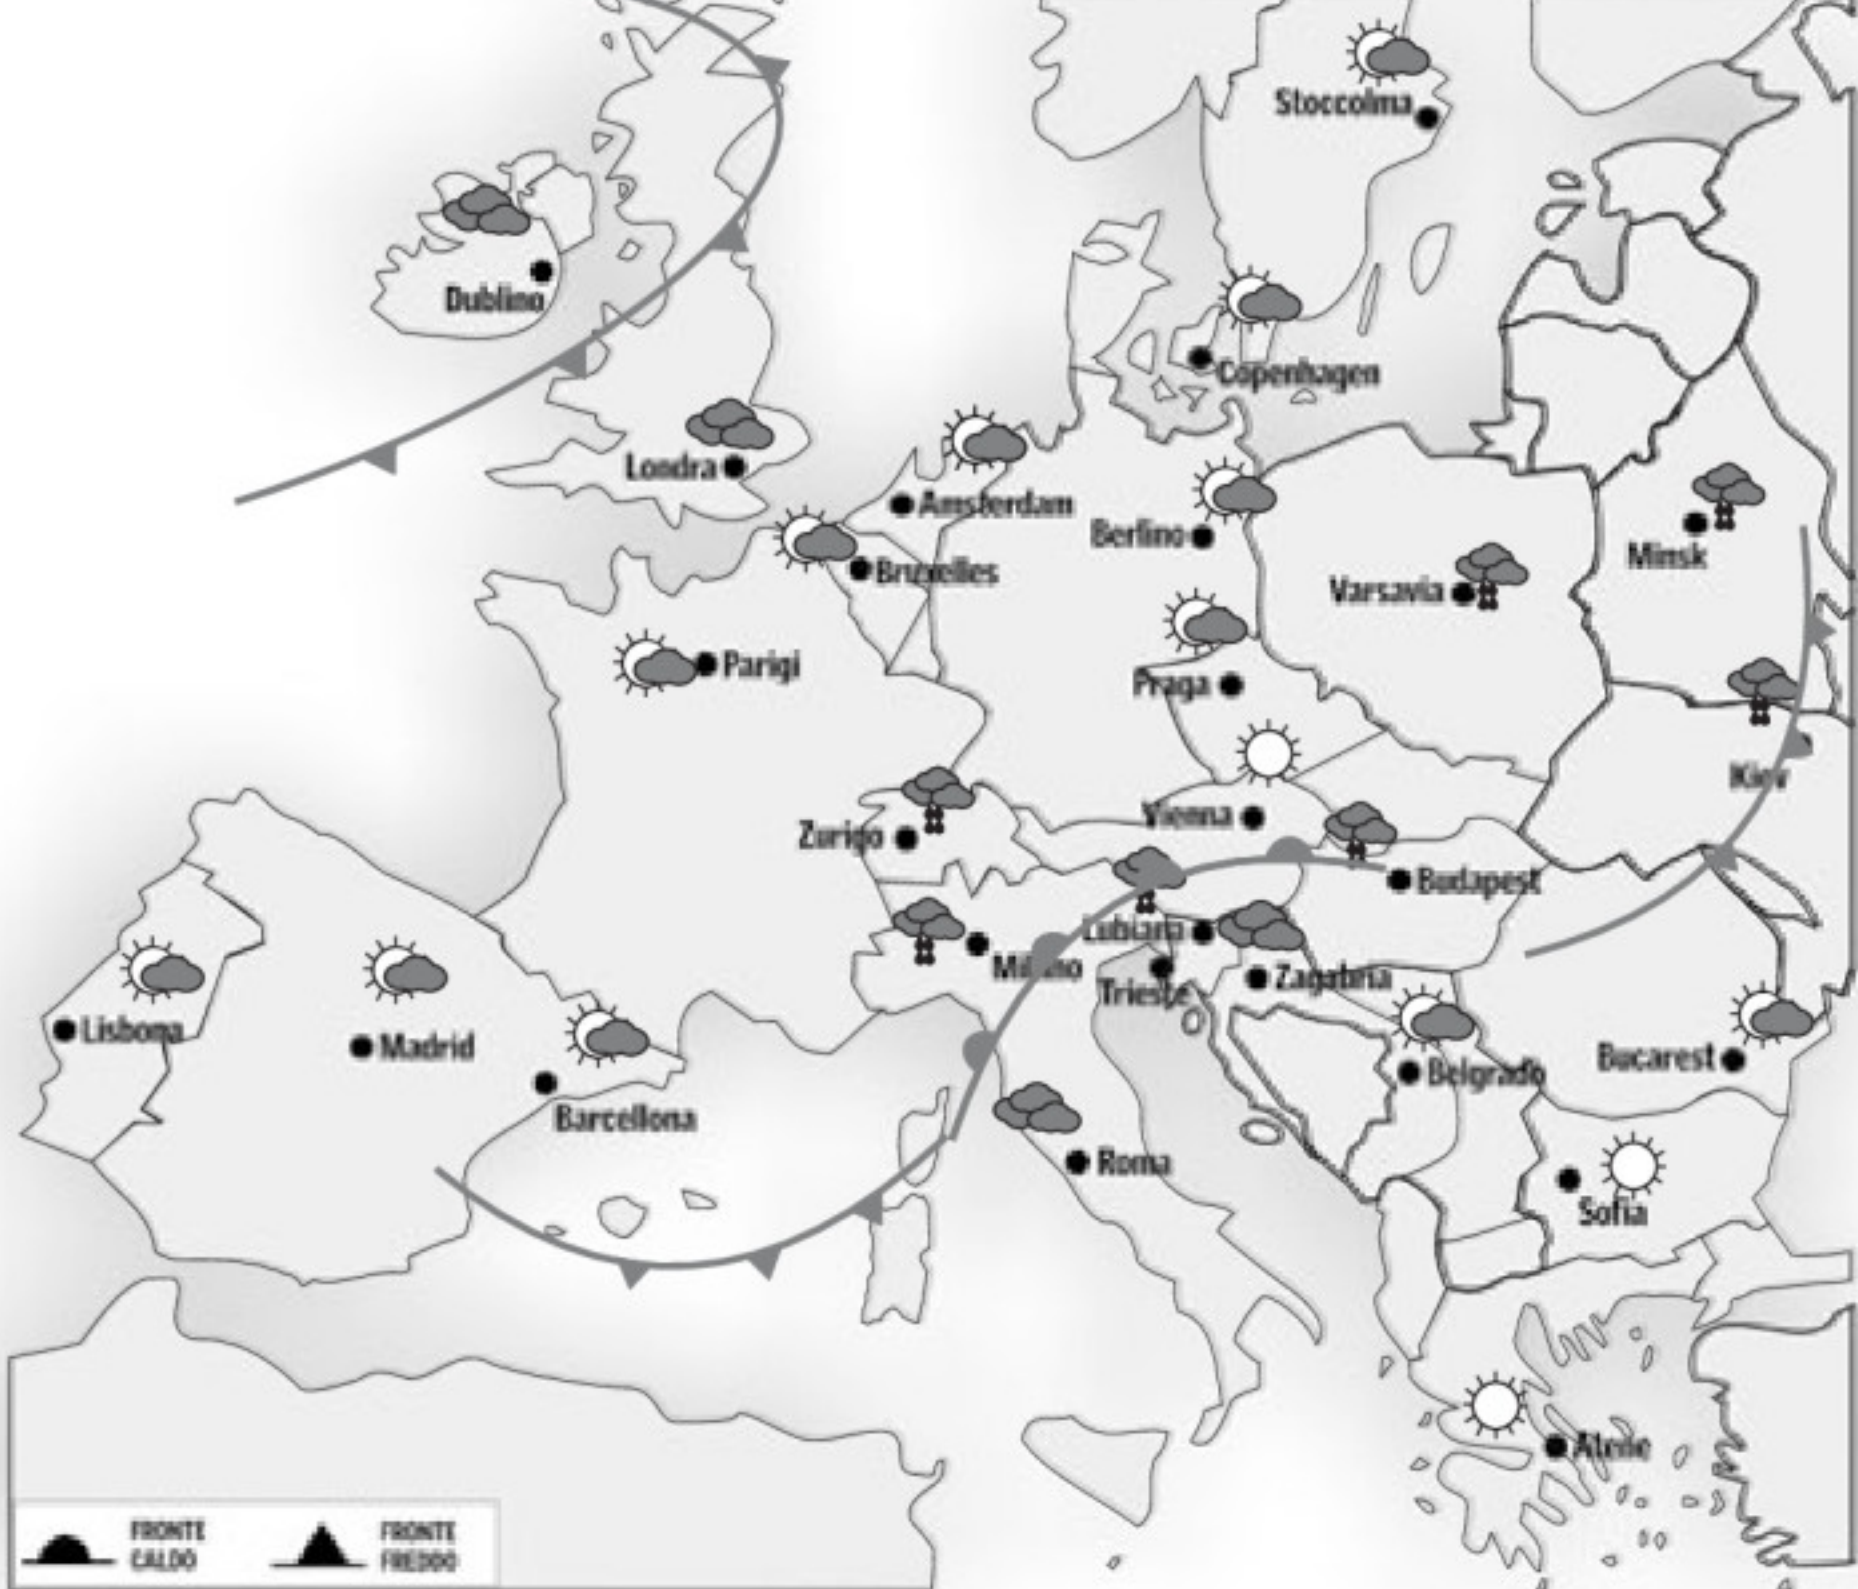 Stoccolma
Dublino
Copenhagen
Londra
Amsterdam
Berlino
Minsk
Bruxelles
Varsavia
Parigi
Praga
Kiev
Vienna
Zurigo
Budapest
Lubiana
Milano
Zagabria
Trieste
Lisbona
Madrid
Belgrado
Bucarest
Barcellona
Roma
Sofia
Atene
FRONTE
CALDO
FRONTE
FREDDO